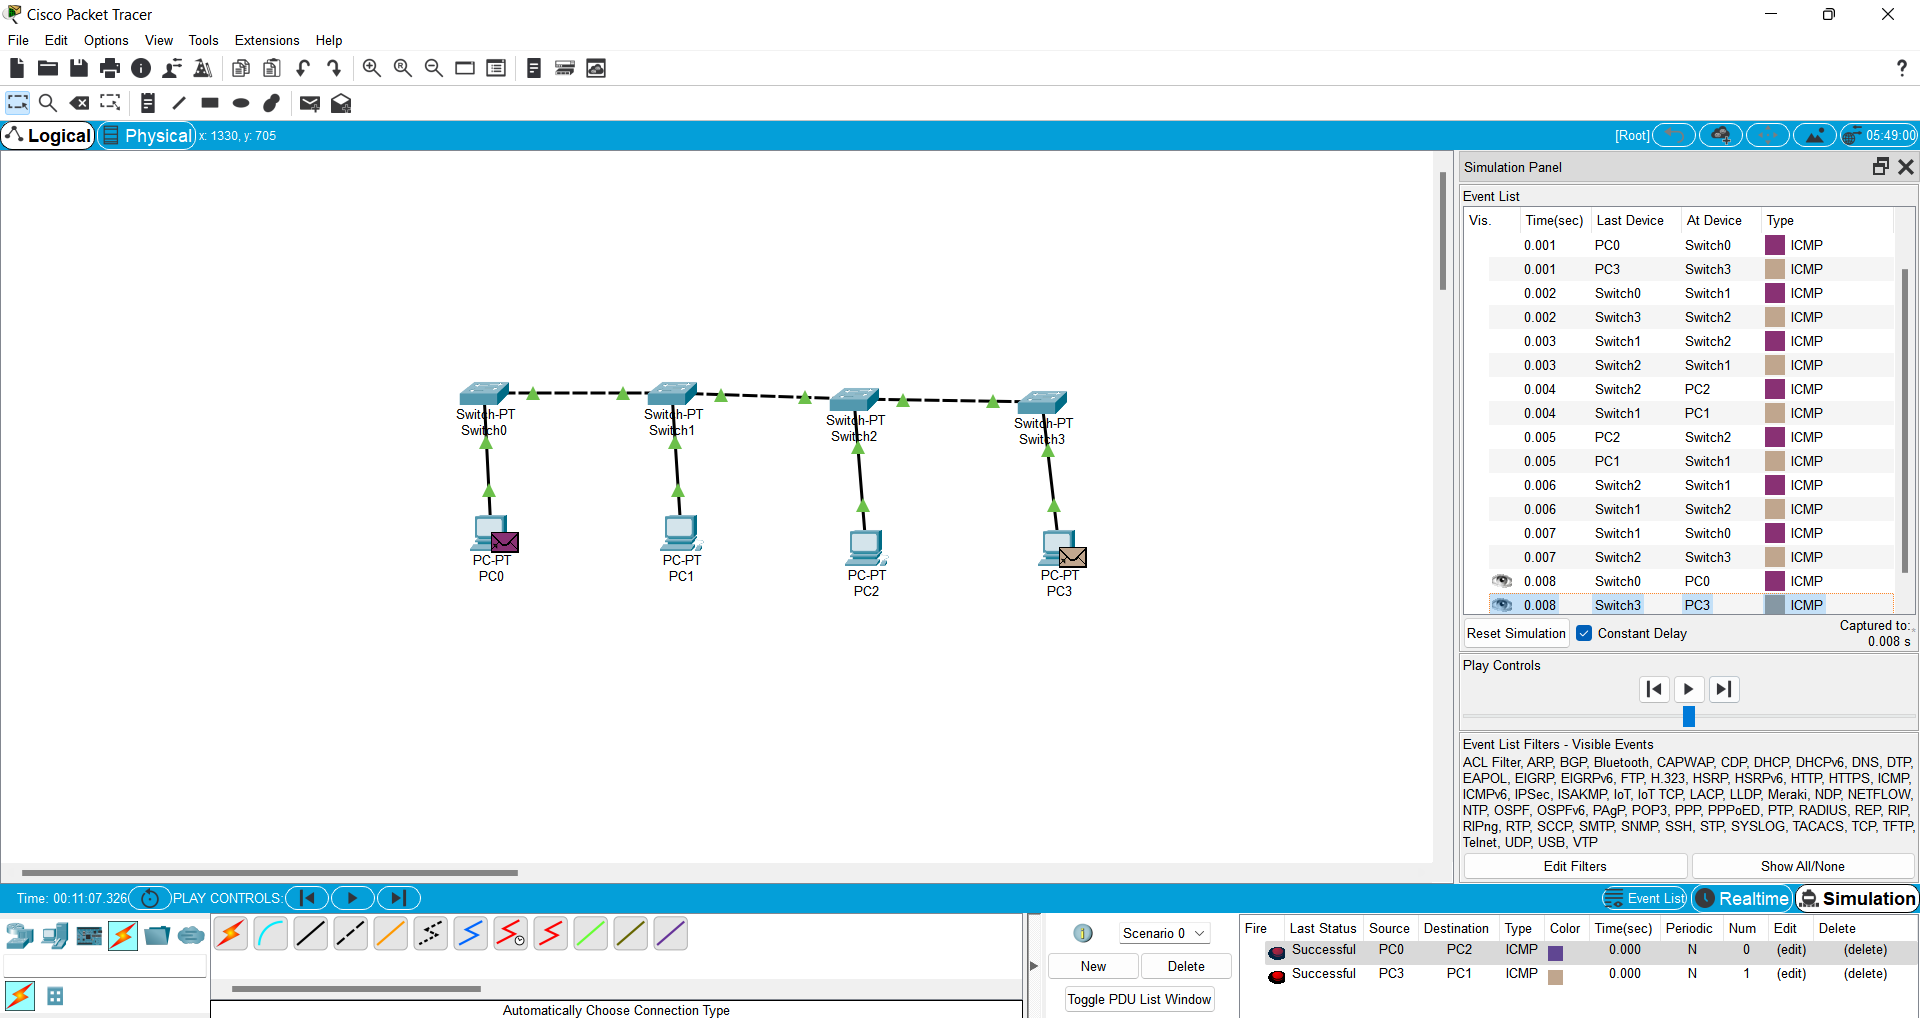 Cisco Packet Tracer
File Edit Options View Tools Extensions Help
Logical Physical x: 1330, y: 705 [Root] 05:49:00
Simulation Panel
Event List
Vis. Time(sec) Last Device At Device Type
0.001 PC0 Switch0 ICMP
0.001 PC3 Switch3 ICMP
0.002 Switch0 Switch1 ICMP
0.002 Switch3 Switch2 ICMP
0.003 Switch1 Switch2 ICMP
0.003 Switch2 Switch1 ICMP
0.004 Switch2 PC2 ICMP
0.004 Switch1 PC1 ICMP
0.005 PC2 Switch2 ICMP
0.005 PC1 Switch1 ICMP
0.006 Switch2 Switch1 ICMP
0.006 Switch1 Switch2 ICMP
0.007 Switch1 Switch0 ICMP
0.007 Switch2 Switch3 ICMP
0.008 Switch0 PC0 ICMP
0.008 Switch3 PC3 ICMP
Reset Simulation Constant Delay Captured to:
0.008 s
Play Controls
Event List Filters - Visible Events
ACL Filter, ARP, BGP, Bluetooth, CAPWAP, CDP, DHCP, DHCPv6, DNS, DTP,
EAPOL, EIGRP, EIGRPv6, FTP, H.323, HSRP, HSRPv6, HTTP, HTTPS, ICMP,
ICMPv6, IPSec, ISAKMP, IoT, IoT TCP, LACP, LLDP, Meraki, NDP, NETFLOW,
NTP, OSPF, OSPFv6, PAgP, POP3, PPP, PPPoED, PTP, RADIUS, REP, RIP,
RIPng, RTP, SCCP, SMTP, SNMP, SSH, STP, SYSLOG, TACACS, TCP, TFTP,
Telnet, UDP, USB, VTP
Edit Filters Show All/None
Switch-PT
Switch0
Switch-PT
Switch1
Switch-PT
Switch2
Switch-PT
Switch3
PC-PT
PC0
PC-PT
PC1
PC-PT
PC2
PC-PT
PC3
Time: 00:11:07.326 PLAY CONTROLS: Event List Realtime Simulation
Automatically Choose Connection Type
Scenario 0
New Delete
Toggle PDU List Window
Fire Last Status Source Destination Type Color Time(sec) Periodic Num Edit Delete
Successful PC0 PC2 ICMP 0.000 N 0 (edit) (delete)
Successful PC3 PC1 ICMP 0.000 N 1 (edit) (delete)